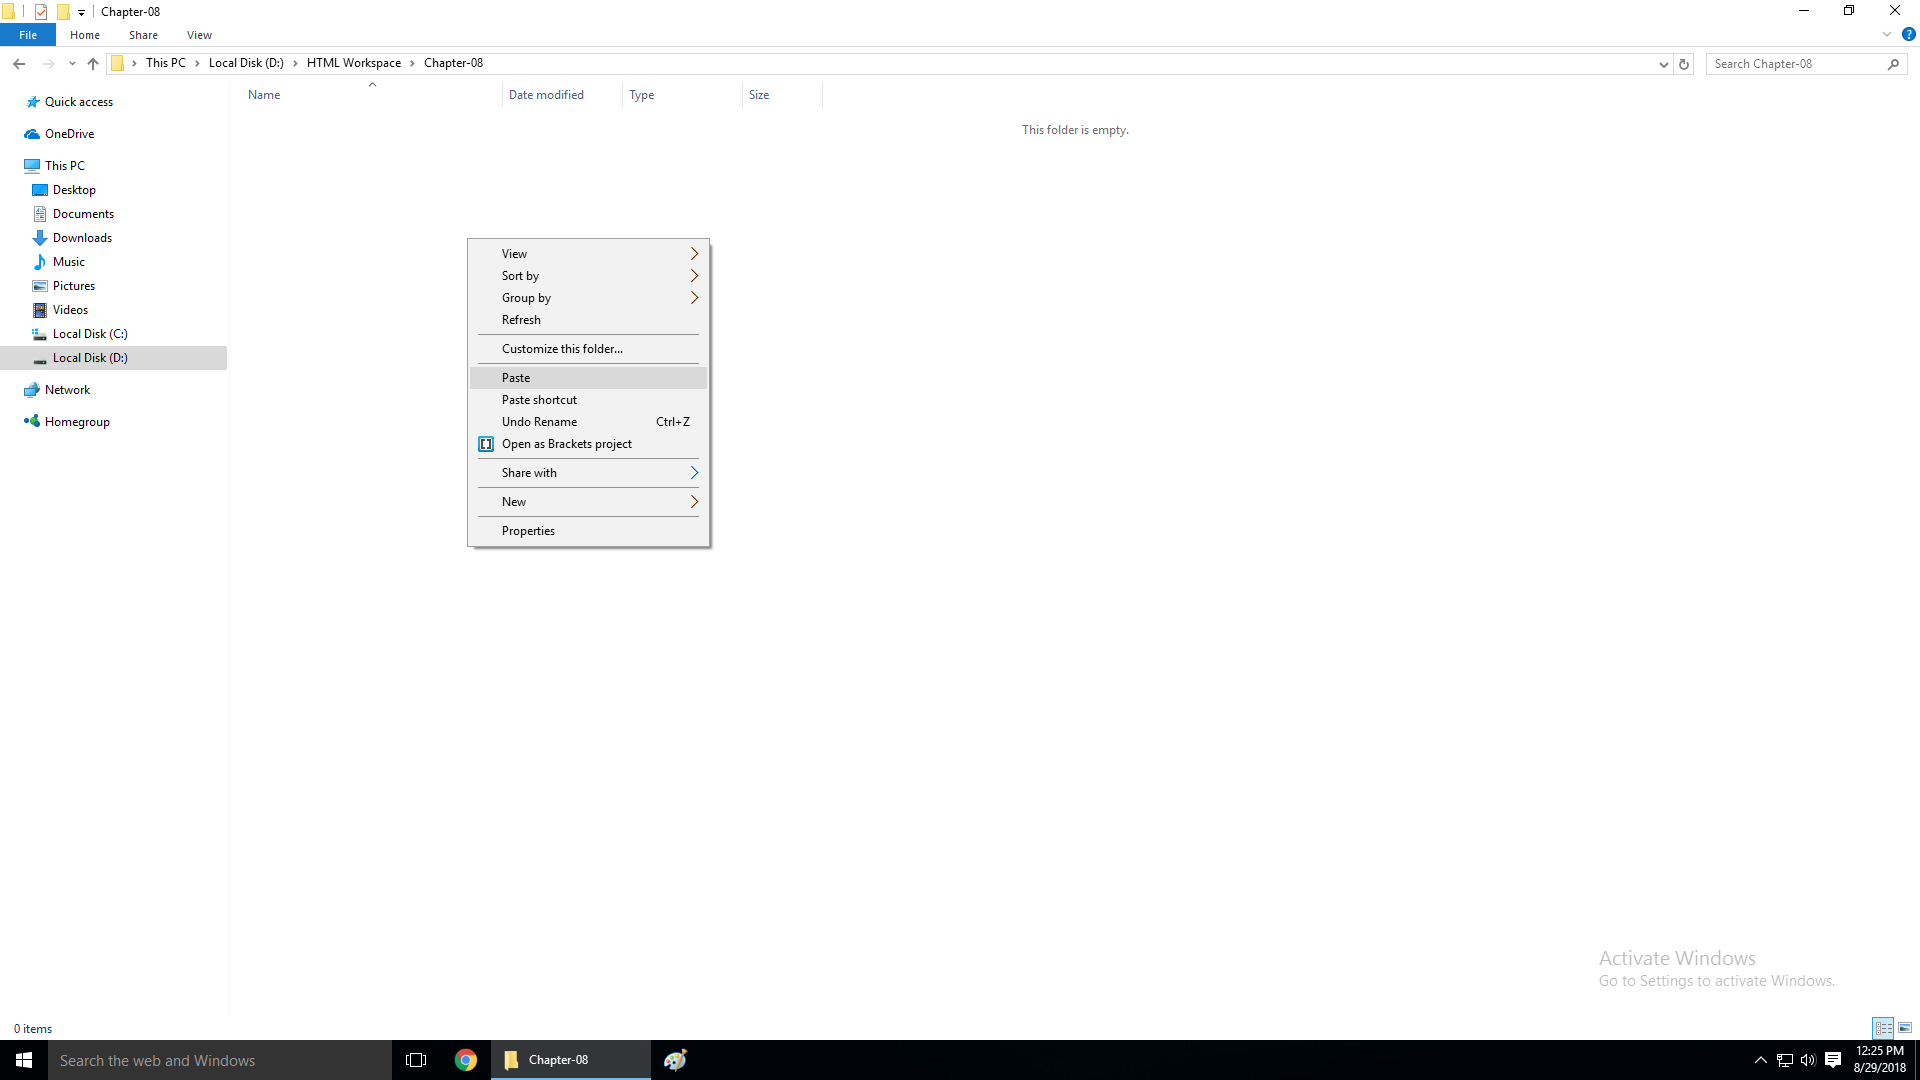 Chapter-08
File Home Share View
This PC Local Disk (D:) HTML Workspace Chapter-08
Search Chapter-08
Name Date modified Type Size
This folder is empty.
Quick access
OneDrive
This PC
Desktop
Documents
Downloads
Music
Pictures
Videos
Local Disk (C:)
Local Disk (D:)
Network
Homegroup
View
Sort by
Group by
Refresh
Customize this folder...
Paste
Paste shortcut
Undo Rename Ctrl+Z
Open as Brackets project
Share with
New
Properties
Activate Windows
Go to Settings to activate Windows.
0 items
Search the web and Windows
Chapter-08
12:25 PM
8/29/2018